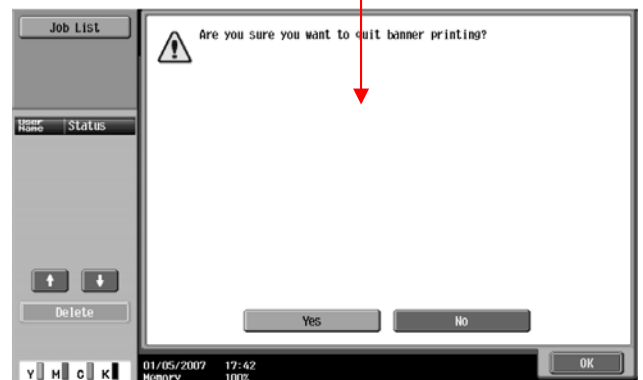 Job List
Are you sure you want to quit banner printing?
User Name Status
Delete
Yes No
OK
Y M C K
01/05/2007 17:42
Memory 100%